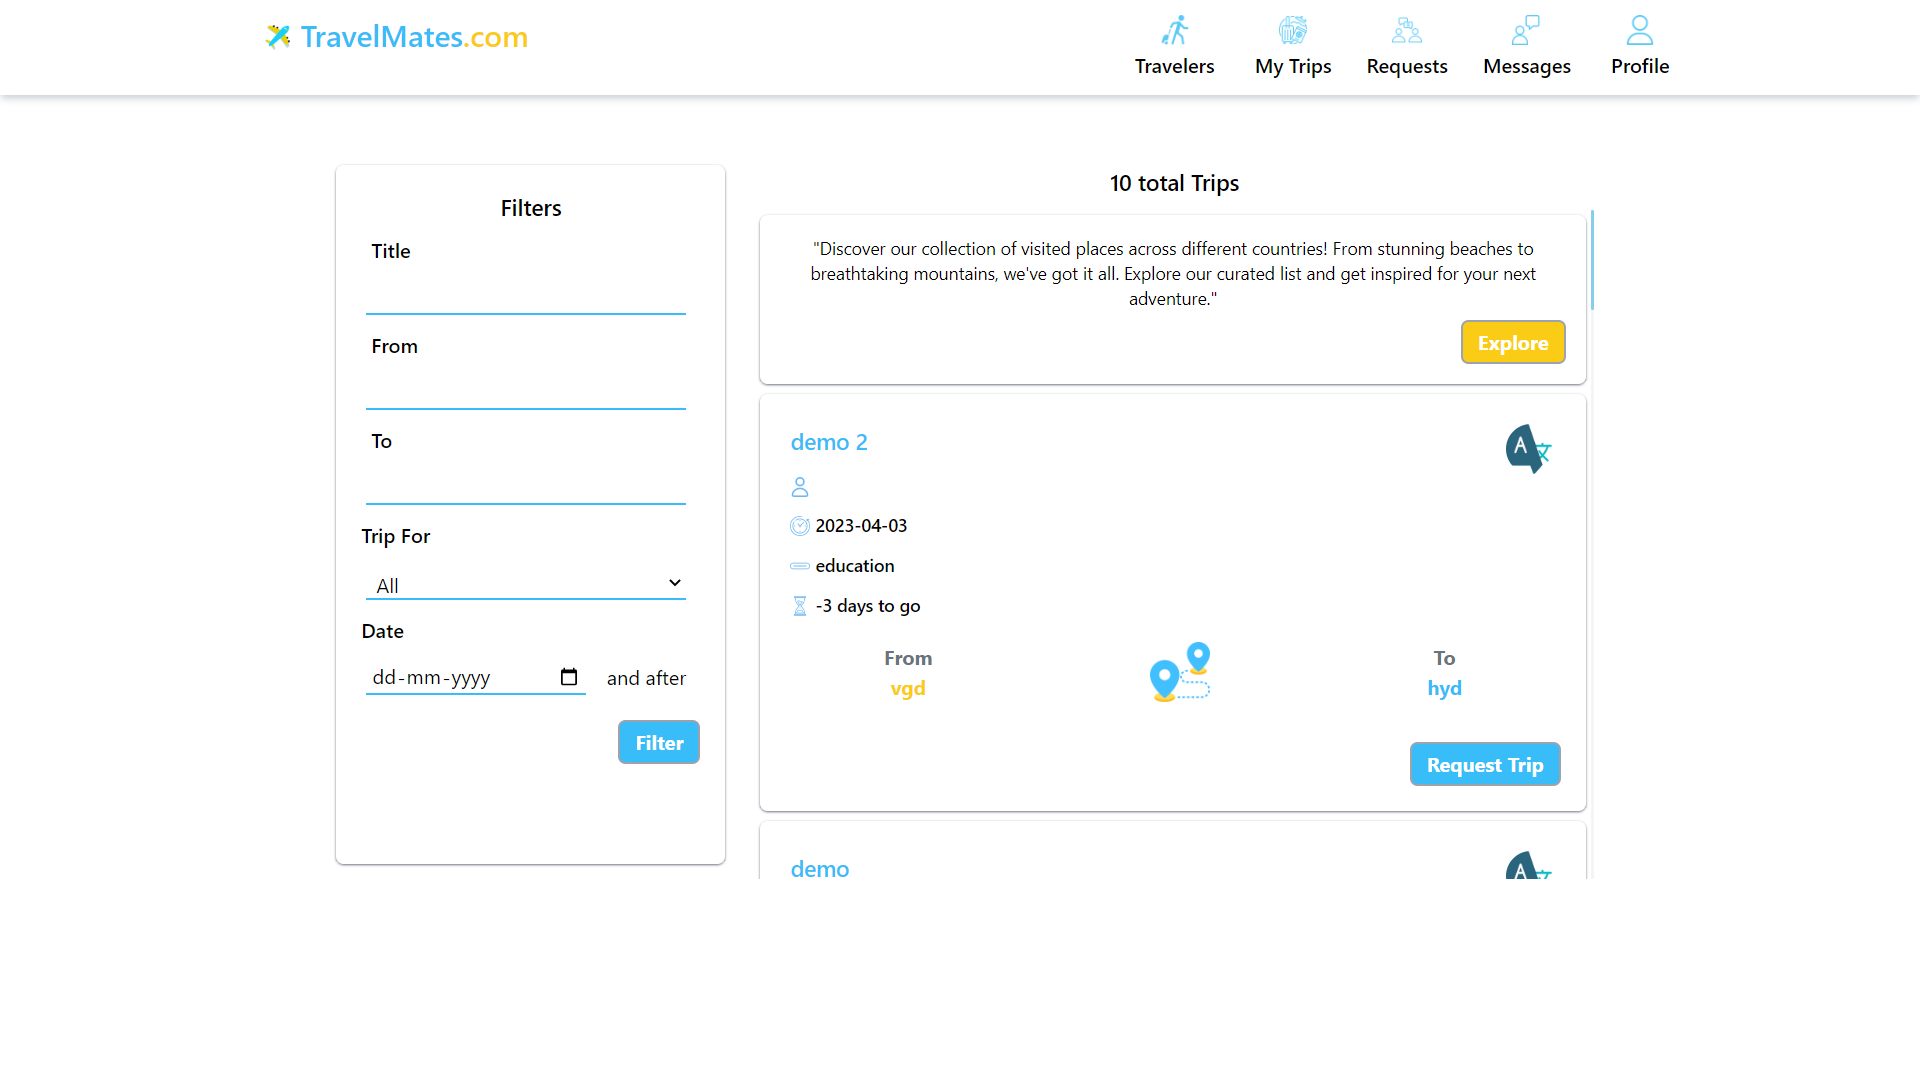 TravelMates.com
Travelers
My Trips
Requests
Messages
Profile
Filters
Title
From
To
Trip For
All
Date
dd-mm-yyyy
and after
Filter
10 total Trips
"Discover our collection of visited places across different countries! From stunning beaches to
breathtaking mountains, we've got it all. Explore our curated list and get inspired for your next
adventure."
Explore
demo 2
A 文
2023-04-03
education
-3 days to go
From
To
vgd
hyd
Request Trip
demo
A 文